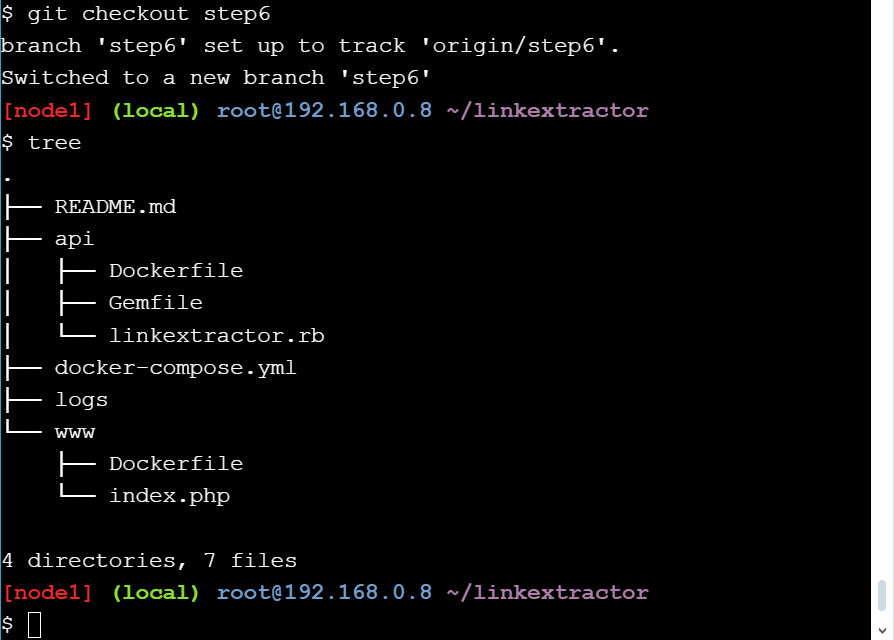 $ git checkout step6
branch 'step6' set up to track 'origin/step6'.
Switched to a new branch 'step6'
[node1] (local) root@192.168.0.8 ~/linkextractor
$ tree
.
├── README.md
├── api
│   ├── Dockerfile
│   ├── Gemfile
│   └── linkextractor.rb
├── docker-compose.yml
├── logs
└── www
    ├── Dockerfile
    └── index.php

4 directories, 7 files
[node1] (local) root@192.168.0.8 ~/linkextractor
$